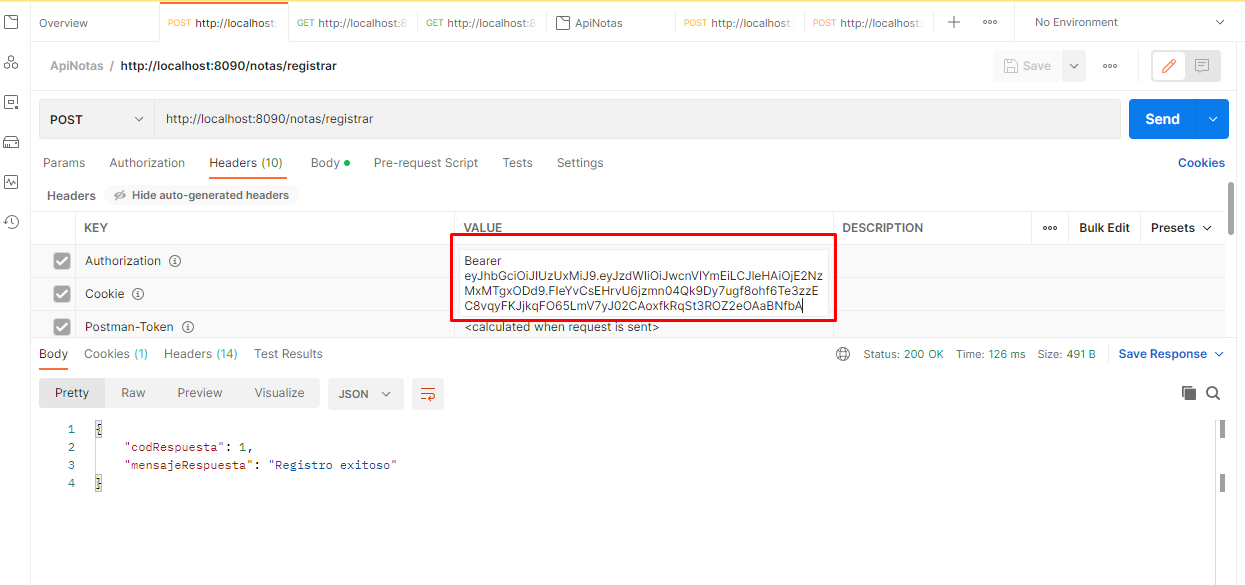 Overview
POST http://localhost:
GET http://localhost:8
GET http://localhost:8
ApiNotas
POST http://localhost:
POST http://localhost:
No Environment
ApiNotas / http://localhost:8090/notas/registrar
Save
POST
http://localhost:8090/notas/registrar
Send
Params
Authorization
Headers (10)
Body
Pre-request Script
Tests
Settings
Cookies
Headers
Hide auto-generated headers
KEY
VALUE
DESCRIPTION
Bulk Edit
Presets
Authorization
Bearer
eyJhbGciOiJIUzUxMiJ9.eyJzdWIiOiJwcnVlYmEiLCJleHAiOjE2Nz
MxMTgxODd9.FIeYvCsEHrvU6jzmn04Qk9Dy7ugf8ohf6Te3zzE
C8vqyFKJjkqFO65LmV7yJ02CAoxfkRqSt3ROZ2eOAaBNfbA
Cookie
Postman-Token
<calculated when request is sent>
Body
Cookies (1)
Headers (14)
Test Results
Status: 200 OK
Time: 126 ms
Size: 491 B
Save Response
Pretty
Raw
Preview
Visualize
JSON
1 {
2 "codRespuesta": 1,
3 "mensajeRespuesta": "Registro exitoso"
4 }